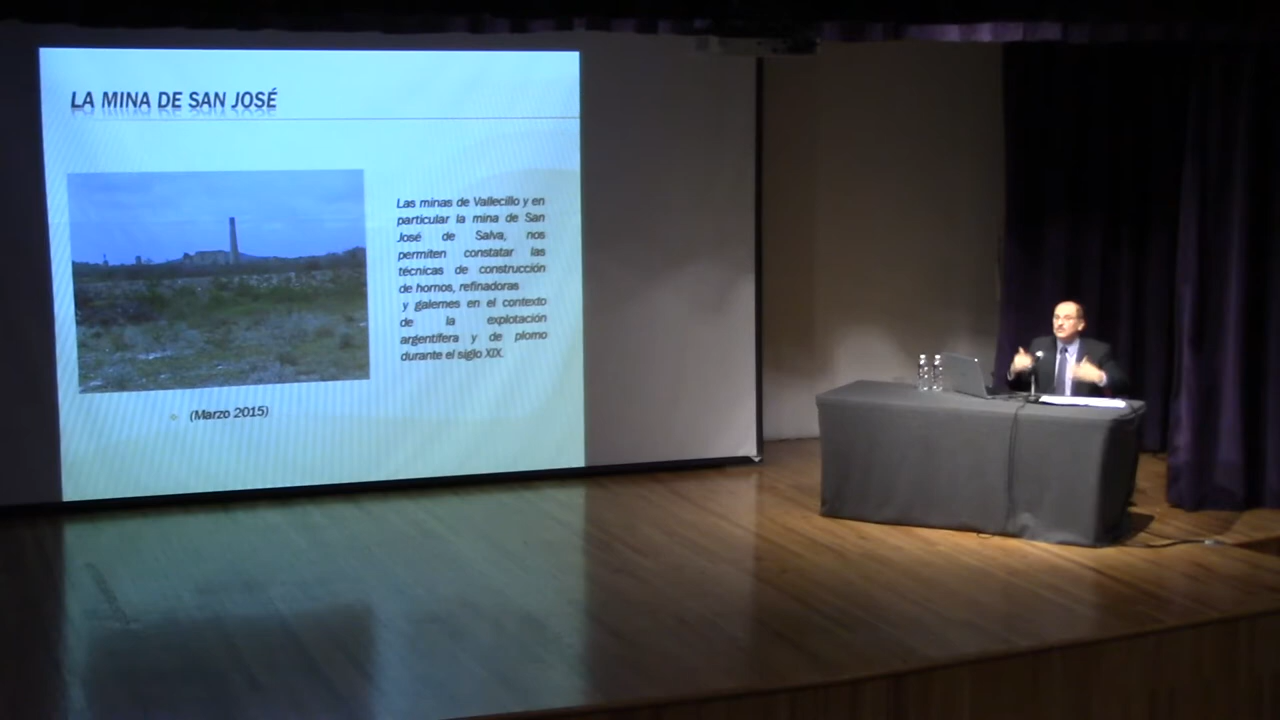 LA MINA DE SAN JOSÉ
Las minas de Vallecillo y en
particular la mina de San
José de Salva, nos
permiten constatar las
técnicas de construcción
de hornos, refinadoras
y galemes en el contexto
de la explotación
argentífera y de plomo
durante el siglo XIX.
(Marzo 2015)